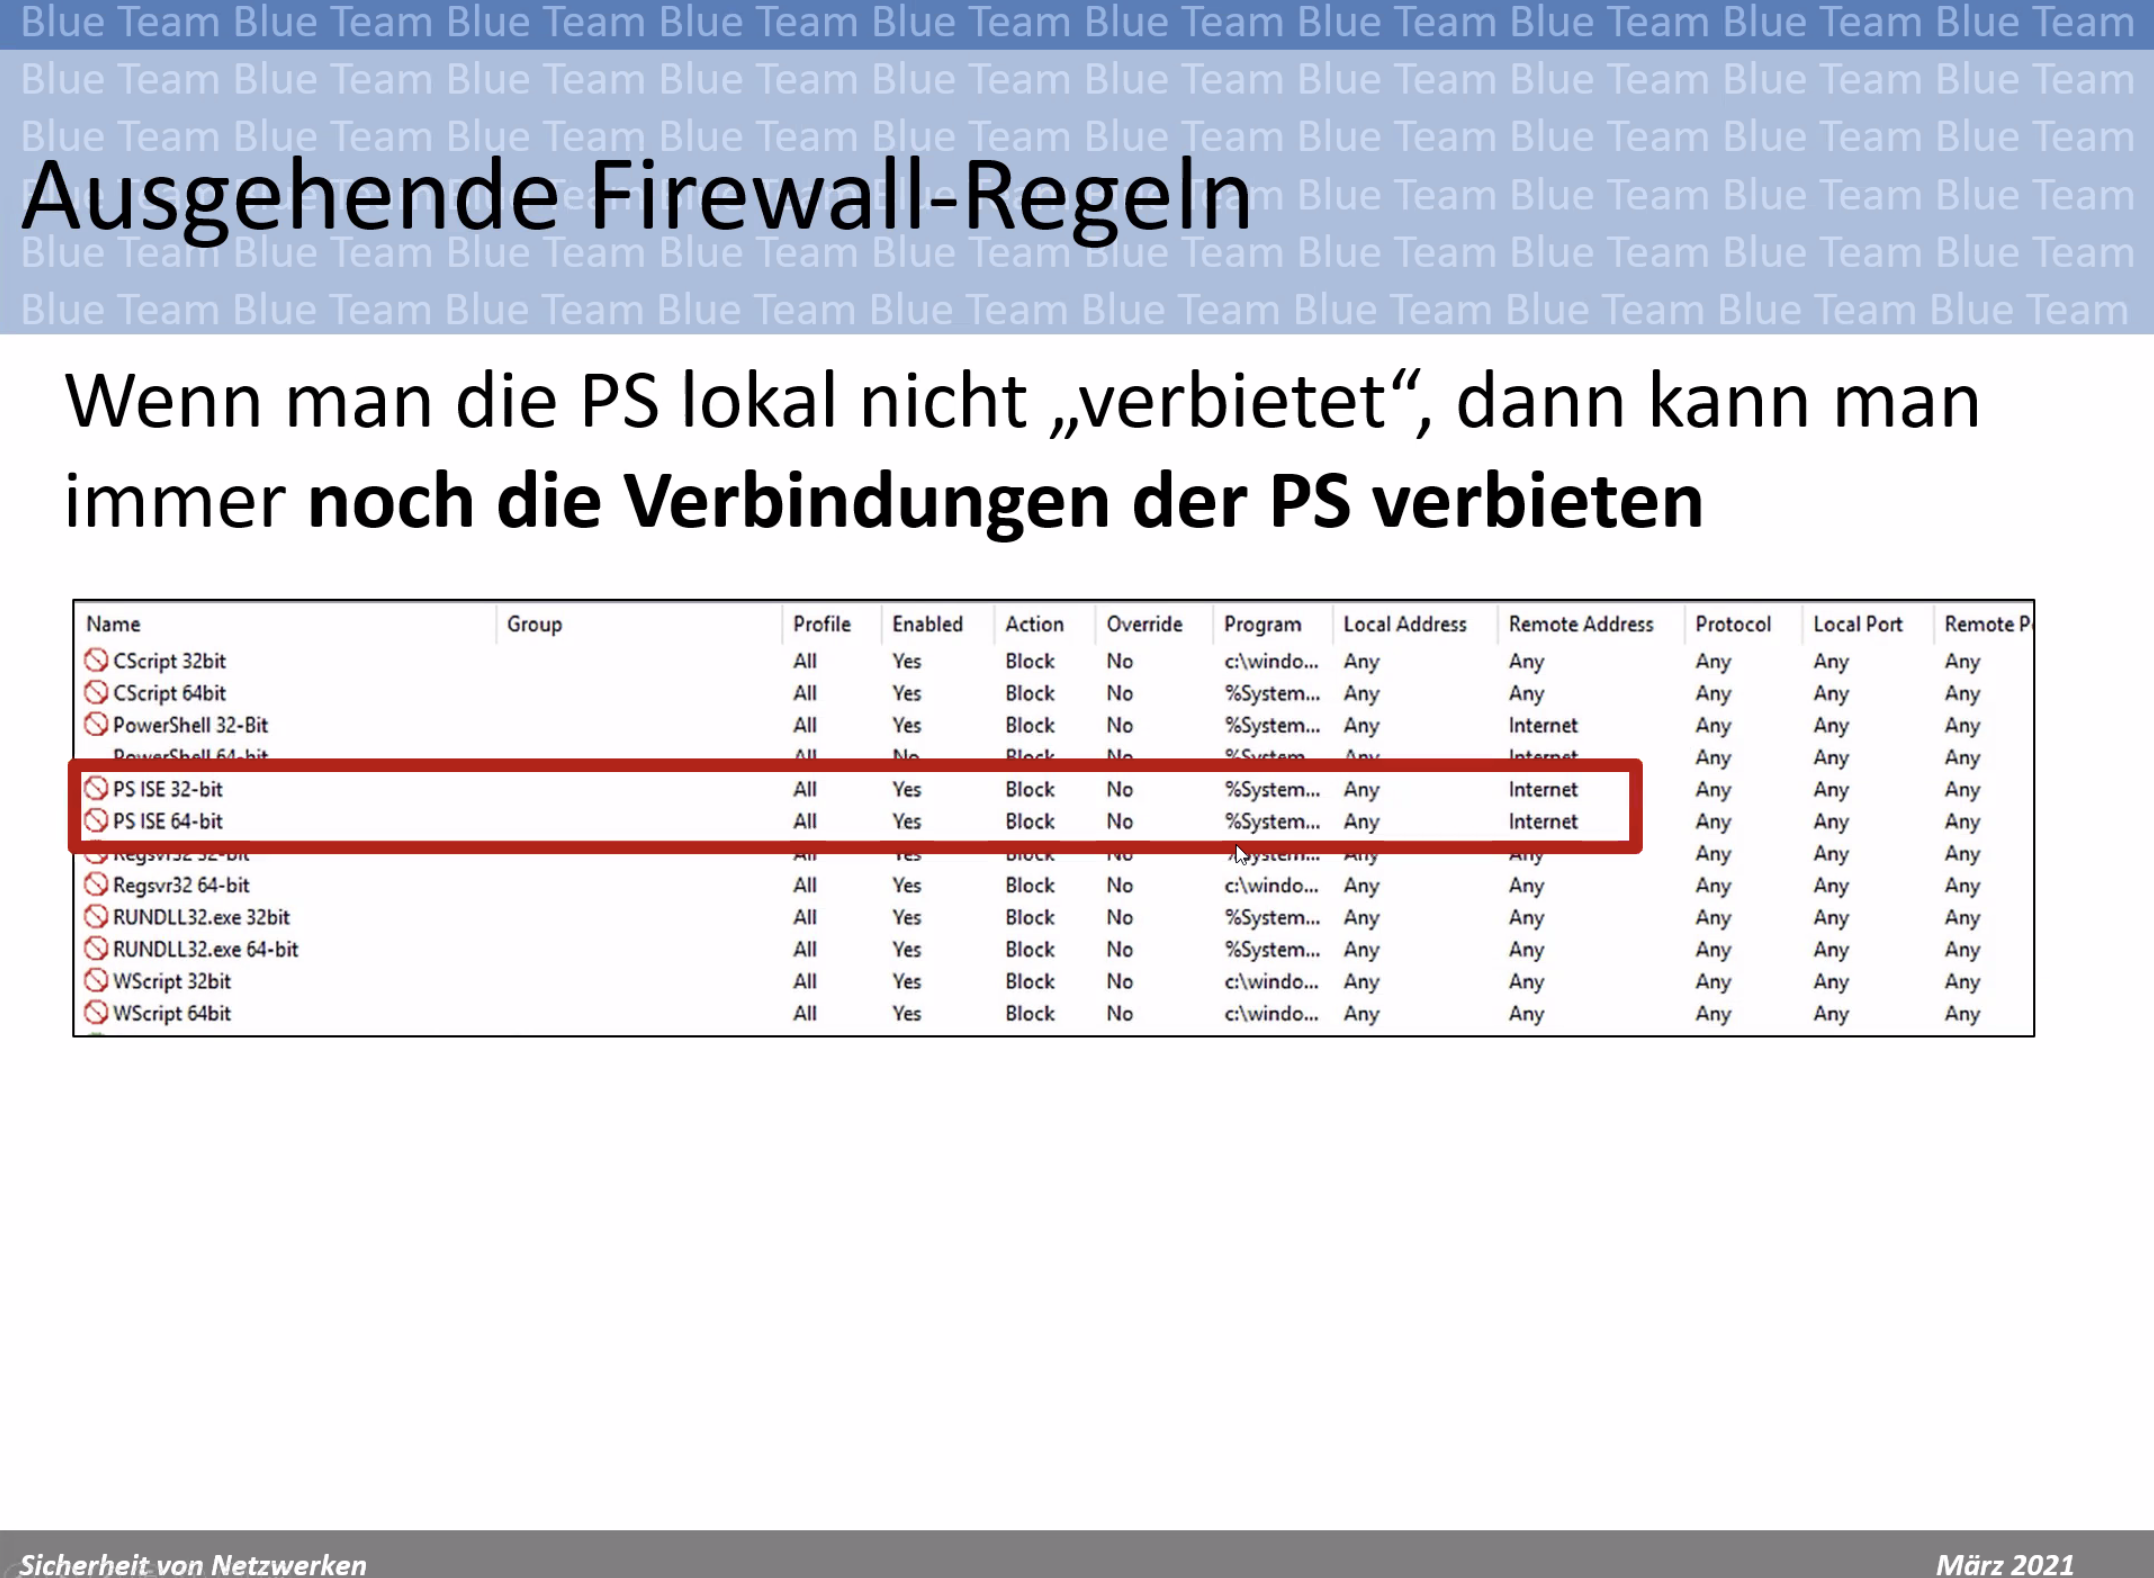 Blue Team Blue Team Blue Team Blue Team Blue Team Blue Team Blue Team Blue Team Blue Team Blue Team
Blue Team Blue Team Blue Team Blue Team Blue Team Blue Team Blue Team Blue Team Blue Team Blue Team
Blue Team Blue Team Blue Team Blue Team Blue Team Blue Team Blue Team Blue Team Blue Team Blue Team
Ausgehende Firewall-Regeln
Blue Team Blue Team Blue Team Blue Team
Blue Team Blue Team Blue Team Blue Team Blue Team Blue Team Blue Team Blue Team Blue Team Blue Team
Blue Team Blue Team Blue Team Blue Team Blue Team Blue Team Blue Team Blue Team Blue Team Blue Team
Wenn man die PS lokal nicht „verbietet“, dann kann man
immer noch die Verbindungen der PS verbieten
Name Group Profile Enabled Action Override Program Local Address Remote Address Protocol Local Port Remote
CScript 32bit All Yes Block No c:\windo... Any Any Any Any Any
CScript 64bit All Yes Block No %System... Any Any Any Any Any
PowerShell 32-Bit All Yes Block No %System... Any Internet Any Any Any
PowerShell 64-bit All No Block No %System... Any Internet Any Any Any
PS ISE 32-bit All Yes Block No %System... Any Internet Any Any Any
PS ISE 64-bit All Yes Block No %System... Any Internet Any Any Any
Regsvr32 32-bit All Yes Block No %System... Any Any Any Any Any
Regsvr32 64-bit All Yes Block No c:\windo... Any Any Any Any Any
RUNDLL32.exe 32bit All Yes Block No %System... Any Any Any Any Any
RUNDLL32.exe 64-bit All Yes Block No %System... Any Any Any Any Any
WScript 32bit All Yes Block No c:\windo... Any Any Any Any Any
WScript 64bit All Yes Block No c:\windo... Any Any Any Any Any
Sicherheit von Netzwerken März 2021